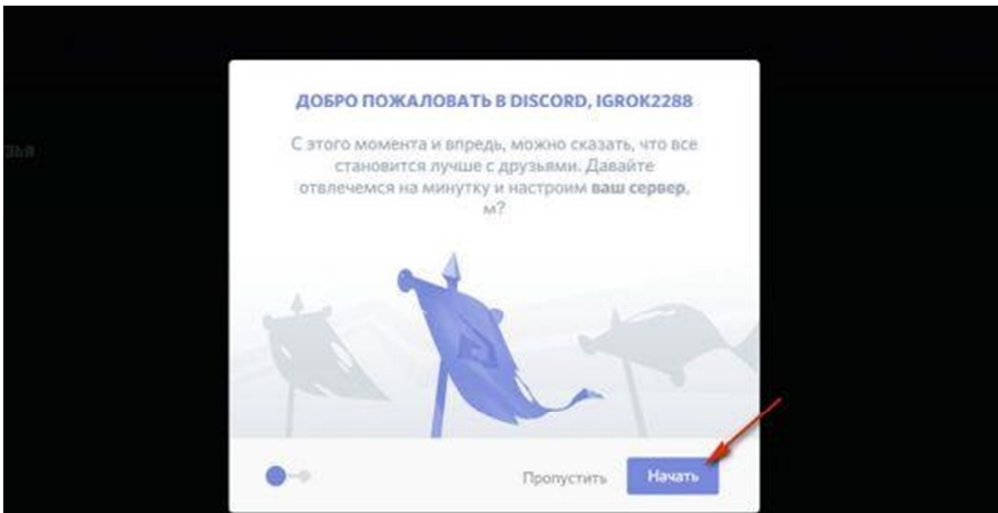 ДОБРО ПОЖАЛОВАТЬ В DISCORD, IGROK2288
С этого момента и впредь, можно сказать, что все
становится лучше с друзьями. Давайте
отвлечемся на минутку и настроим ваш сервер,
м?
Пропустить
Начать